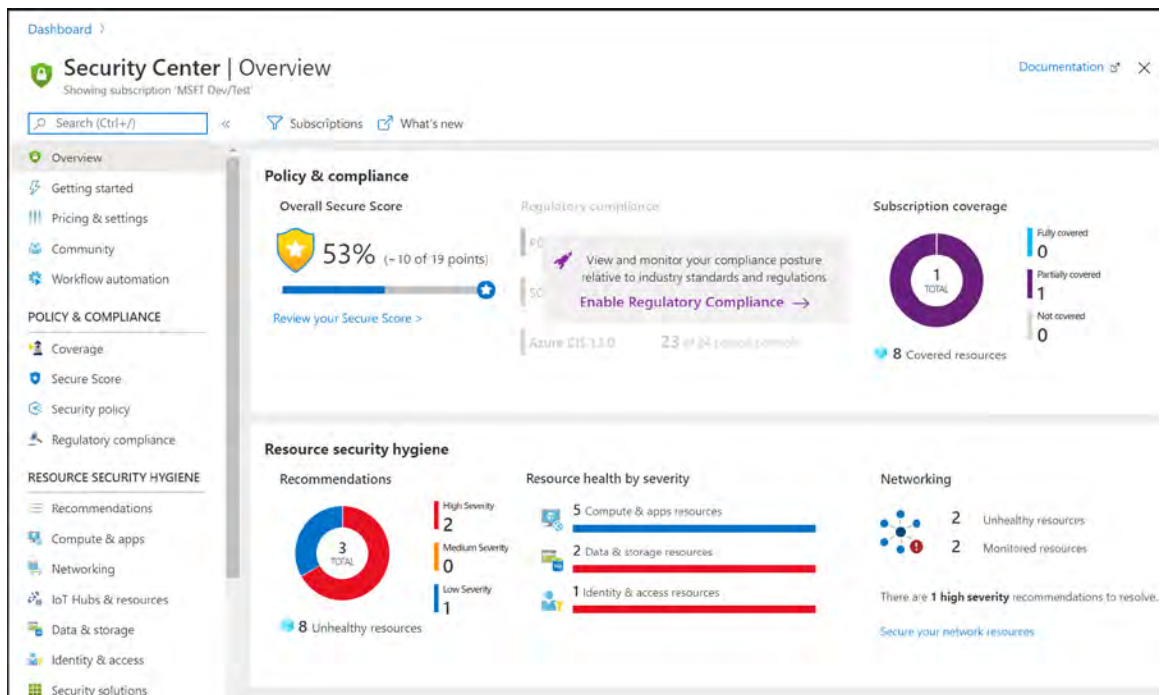 Dashboard >
Security Center | Overview
Showing subscription 'MSFT Dev/Test'
Documentation
Search (Ctrl+/)
«
Subscriptions
What's new
Overview
Getting started
Pricing & settings
Community
Workflow automation
POLICY & COMPLIANCE
Coverage
Secure Score
Security policy
Regulatory compliance
RESOURCE SECURITY HYGIENE
Recommendations
Compute & apps
Networking
IoT Hubs & resources
Data & storage
Identity & access
Security solutions
Policy & compliance
Overall Secure Score
53% (~10 of 19 points)
Review your Secure Score >
Regulatory compliance
View and monitor your compliance posture
relative to industry standards and regulations
Enable Regulatory Compliance →
Azure CIS 1.1.0
23 of 24 passed controls
Subscription coverage
1
TOTAL
Fully covered
0
Partially covered
1
Not covered
0
8 Covered resources
Resource security hygiene
Recommendations
3
TOTAL
High Severity
2
Medium Severity
0
Low Severity
1
8 Unhealthy resources
Resource health by severity
5 Compute & apps resources
2 Data & storage resources
1 Identity & access resources
Networking
2 Unhealthy resources
2 Monitored resources
There are 1 high severity recommendations to resolve.
Secure your network resources